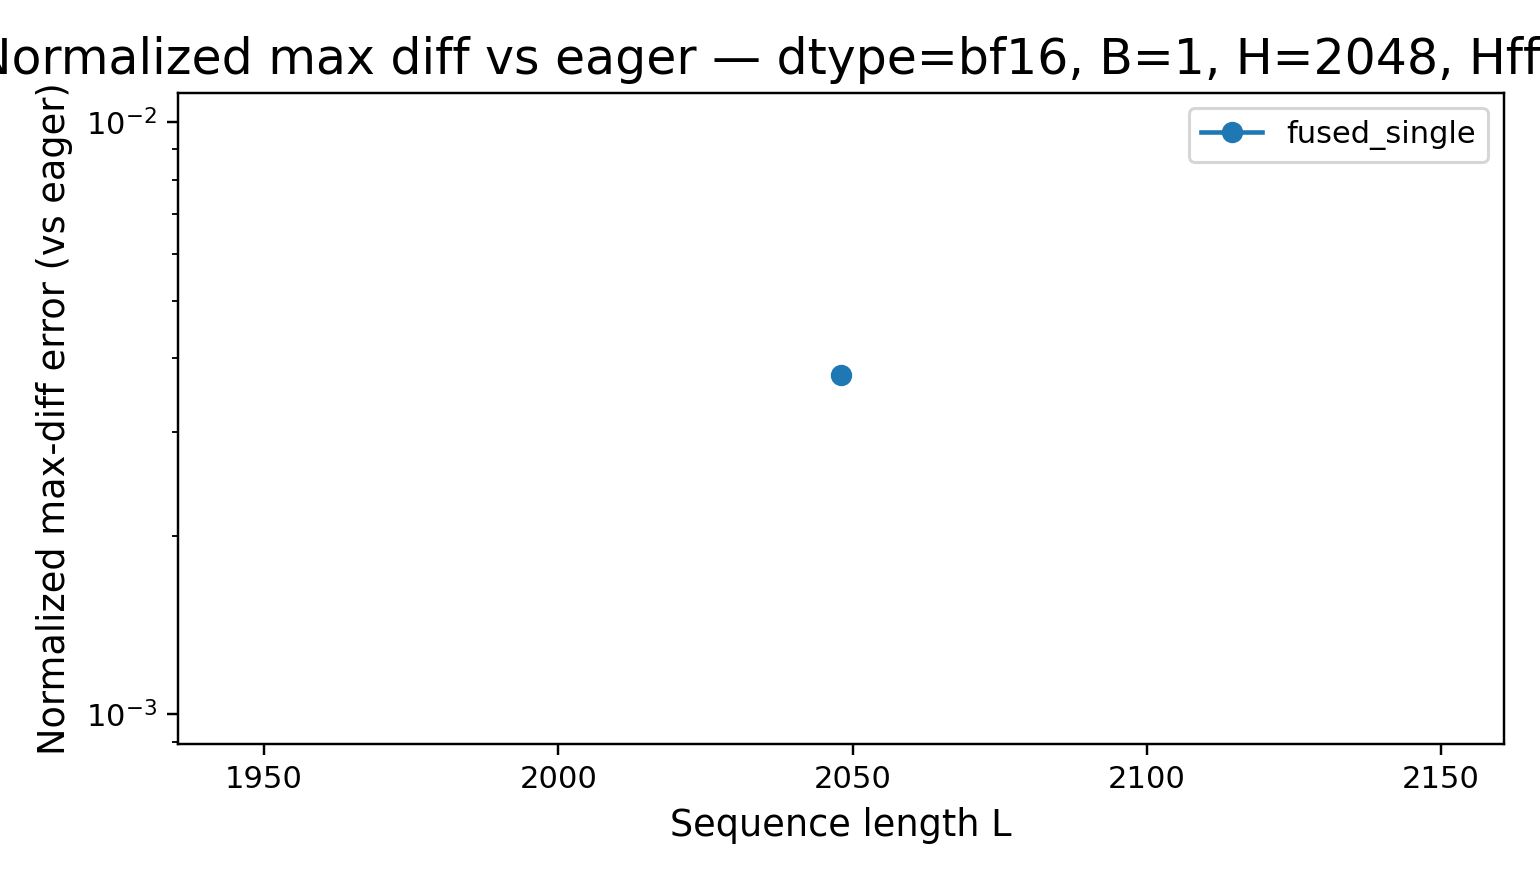 Normalized max diff vs eager — dtype=bf16, B=1, H=2048, Hff
Normalized max-diff error (vs eager)
10⁻²
10⁻³
fused_single
1950 2000 2050 2100 2150
Sequence length L